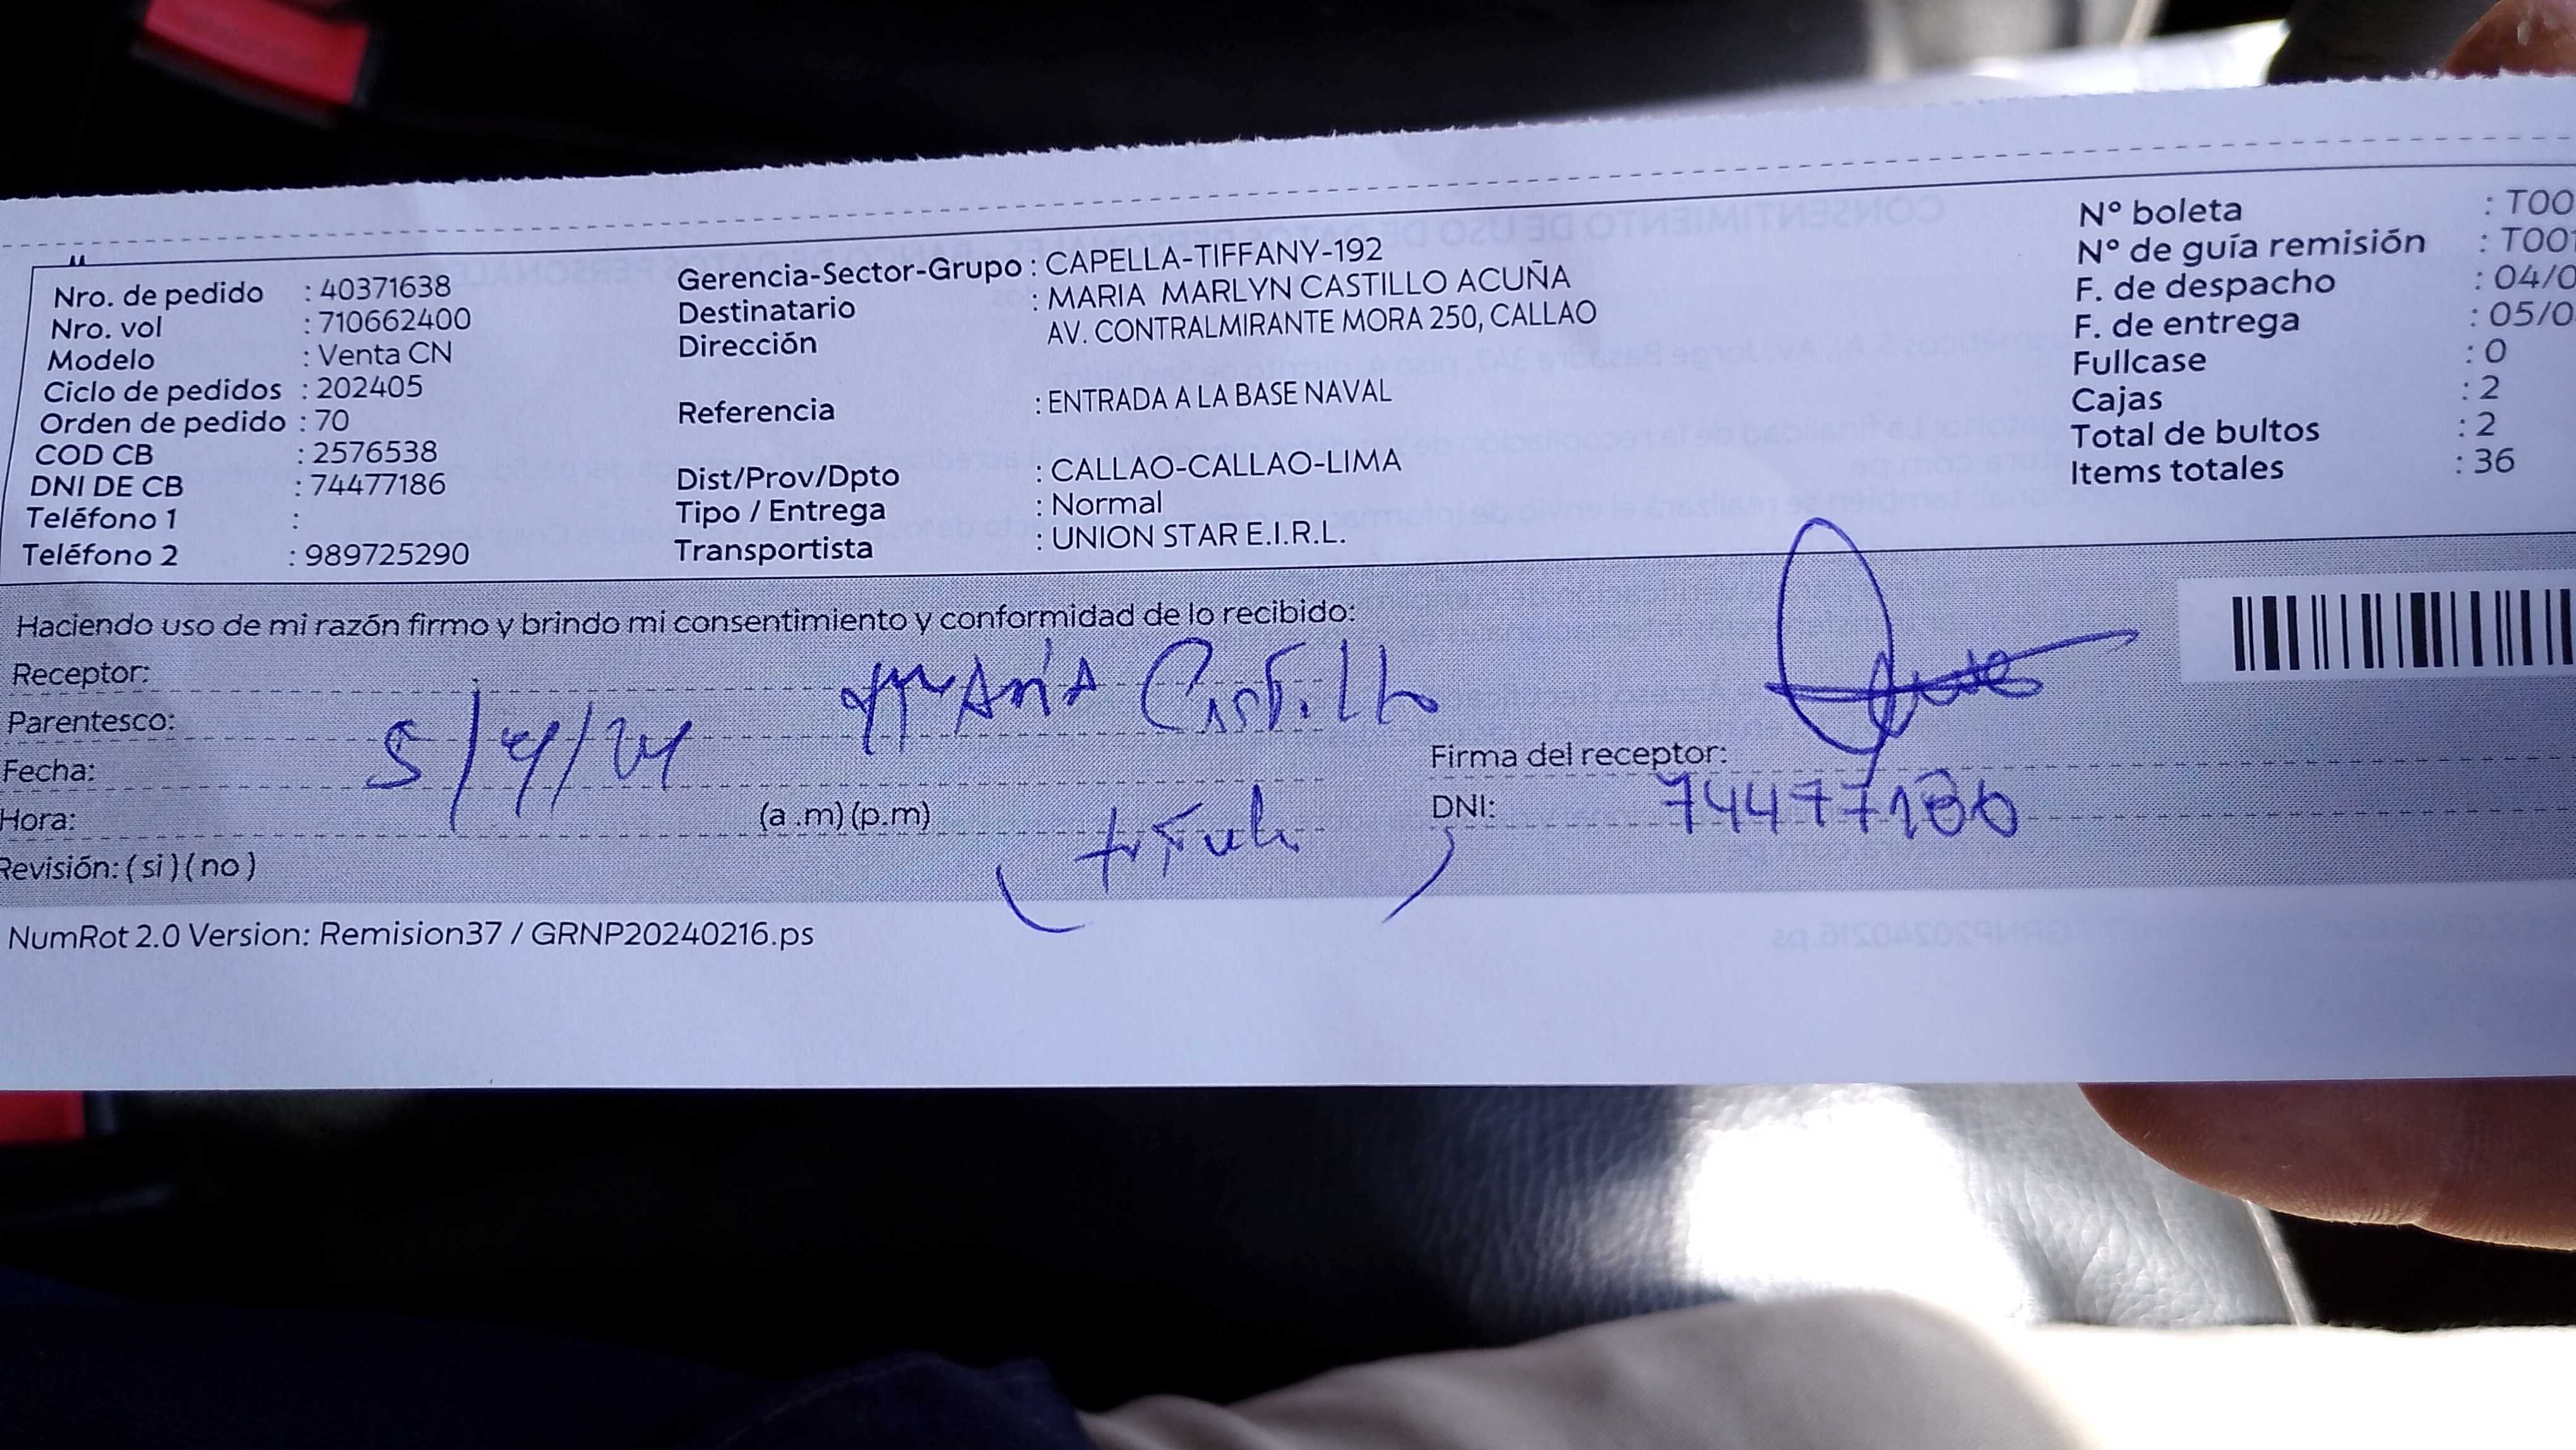 Nro. de pedido : 40371638
Nro. vol : 710662400
Modelo : Venta CN
Ciclo de pedidos : 202405
Orden de pedido : 70
COD CB : 2576538
DNI DE CB : 74477186
Teléfono 1 :
Teléfono 2 : 989725290
Gerencia-Sector-Grupo : CAPELLA-TIFFANY-192
Destinatario : MARIA MARLYN CASTILLO ACUÑA
Dirección AV. CONTRALMIRANTE MORA 250, CALLAO
Referencia : ENTRADA A LA BASE NAVAL
Dist/Prov/Dpto : CALLAO-CALLAO-LIMA
Tipo / Entrega : Normal
Transportista : UNION STAR E.I.R.L.
N° boleta : T00
N° de guía remisión : T001
F. de despacho : 04/0
F. de entrega : 05/0
Fullcase : 0
Cajas : 2
Total de bultos : 2
Items totales : 36
Haciendo uso de mi razón firmo y brindo mi consentimiento y conformidad de lo recibido:
Receptor: María Castillo
Parentesco:
Fecha: 5/4/24
Hora: (a .m) (p.m)
Revisión: ( si ) ( no )
Firma del receptor:
DNI: 74477186
NumRot 2.0 Version: Remision37 / GRNP20240216.ps